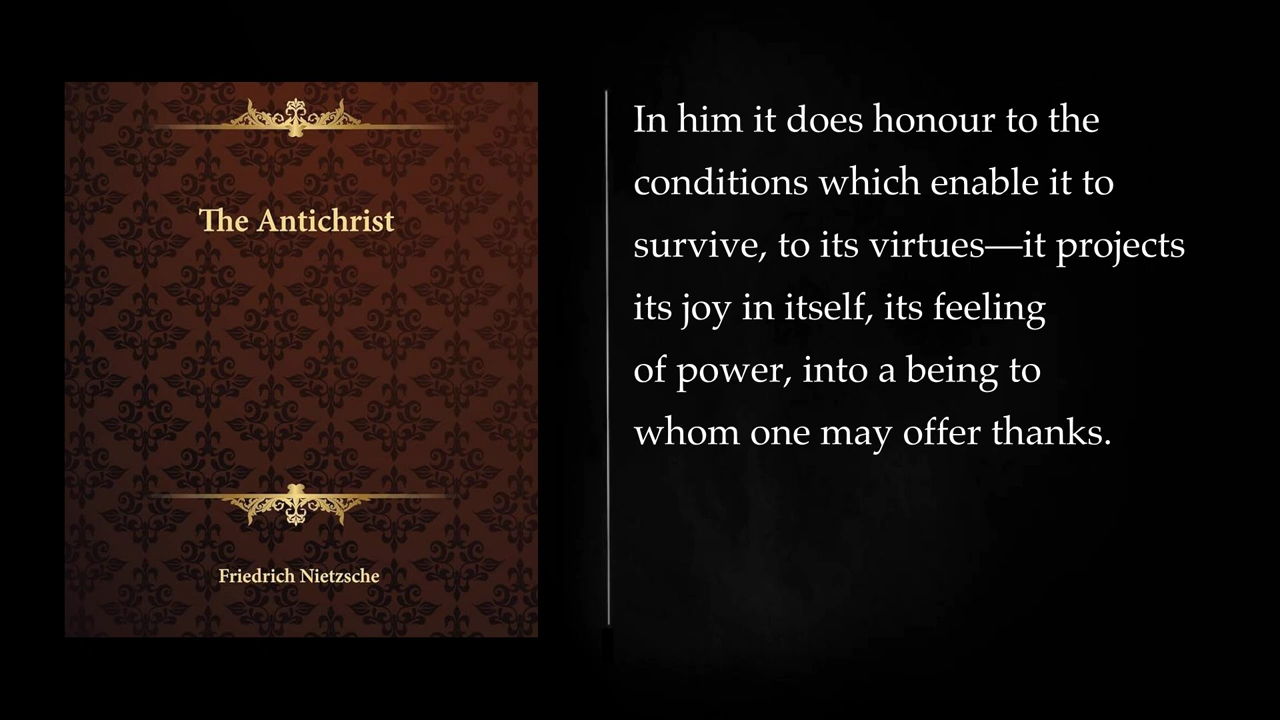 The Antichrist
Friedrich Nietzsche
In him it does honour to the
conditions which enable it to
survive, to its virtues—it projects
its joy in itself, its feeling
of power, into a being to
whom one may offer thanks.